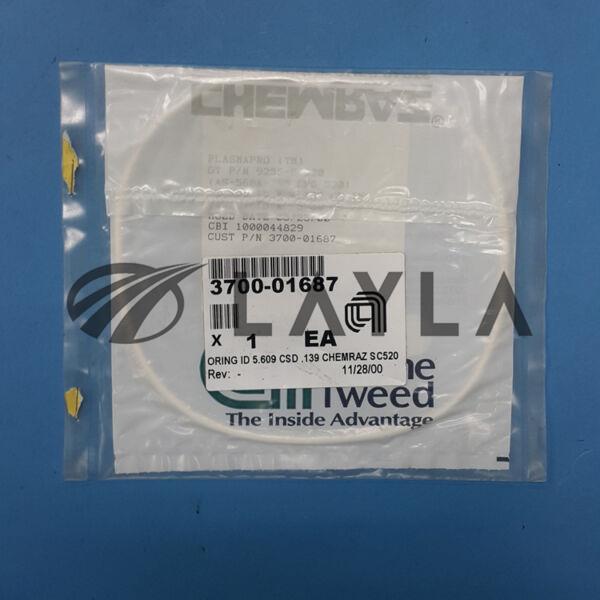 CHEMRAZ®
PLASMAPRO (TM)
GT P/N
CBI 1000044829
CUST P/N 3700-01687
3700-01687
LAYLA
X 1 EA
ORING ID 5.609 CSD .139 CHEMRAZ SC520
Rev: - 11/28/00
Tweed
The Inside Advantage